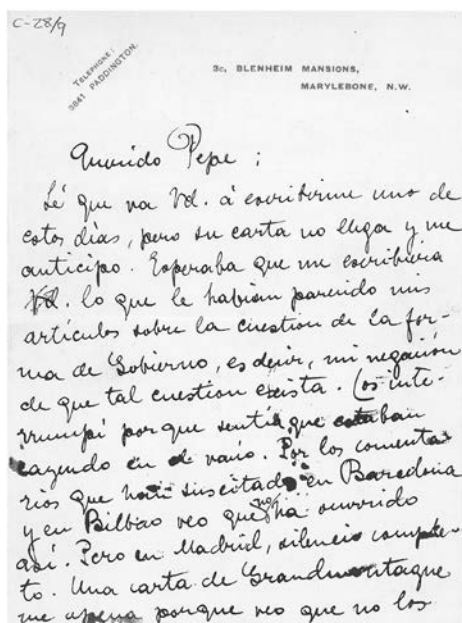 C-28/9
TELEPHONE:
3841 PADDINGTON.
3C, BLENHEIM MANSIONS,
MARYLEBONE, N.W.
Querido Pepe:
Sé que va Vd. á escribirme uno de
estos días, pero su carta no llega y me
anticipo. Esperaba que me escribiera
Vd. lo que le habían parecido mis
artículos sobre la cuestion de la for-
ma de Gobierno, es decir, mi negación
de que tal cuestion exista. Los inte-
rrumpí porque sentía que estaban
cayendo en el vacío. Por los comenta
rios que han suscitado en Barcelona
y en Bilbao veo que no ha ocurrido
así. Pero en Madrid, silencio comple-
to. Una carta de Grandmontagne
me apena porque veo que no los